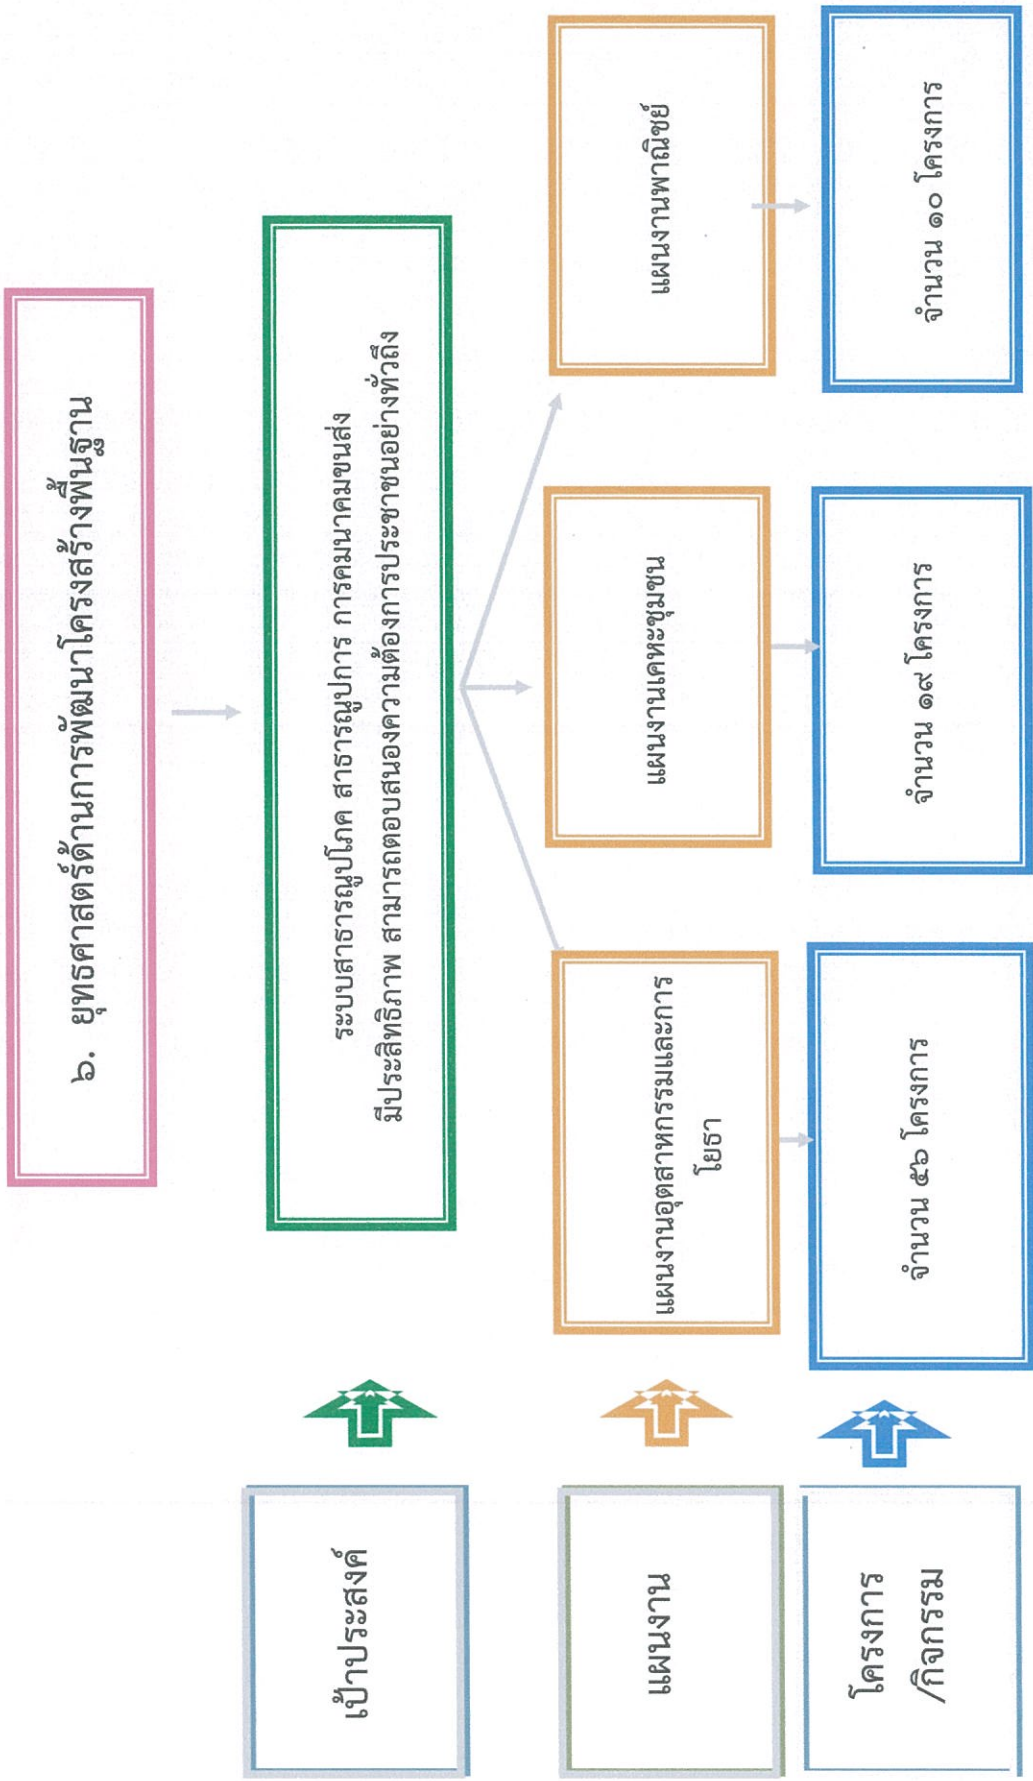 ๖. ยุทธศาสตร์ด้านการพัฒนาโครงสร้างพื้นฐาน
เป้าประสงค์
ระบบสาธารณูปโภค สาธารณูปการ การคมนาคมขนส่ง
มีประสิทธิภาพ สามารถตอบสนองความต้องการประชาชนอย่างทั่วถึง
แผนงาน
แผนงานอุตสาหกรรมและการ
โยธา
แผนงานเคหะชุมชน
แผนงานพาณิชย์
โครงการ
/กิจกรรม
จำนวน ๕๖ โครงการ
จำนวน ๑๙ โครงการ
จำนวน ๑๐ โครงการ